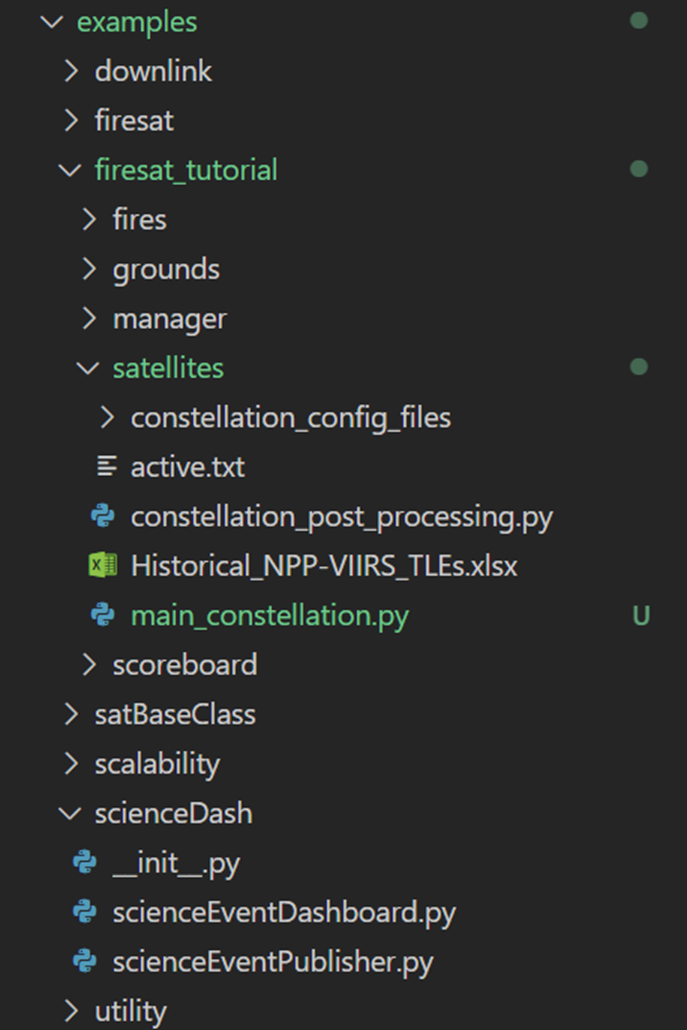 examples
downlink
firesat
firesat_tutorial
fires
grounds
manager
satellites
constellation_config_files
active.txt
constellation_post_processing.py
Historical_NPP-VIIRS_TLEs.xlsx
main_constellation.py U
scoreboard
satBaseClass
scalability
scienceDash
__init__.py
scienceEventDashboard.py
scienceEventPublisher.py
utility